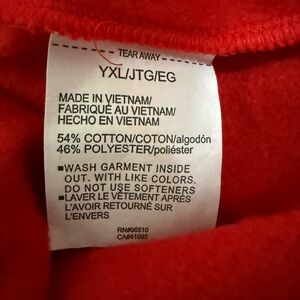 TEAR AWAY
YXL/JTG/EG
MADE IN VIETNAM/
FABRIQUÉ AU VIETNAM/
HECHO EN VIETNAM
54% COTTON/COTON/algodón
46% POLYESTER/poliéster
▪WASH GARMENT INSIDE
OUT. WITH LIKE COLORS.
DO NOT USE SOFTENERS
▪LAVER LE VÊTEMENT APRÈS
L'AVOIR RETOURNÉ SUR
L'ENVERS
RN#96510
CA#41095